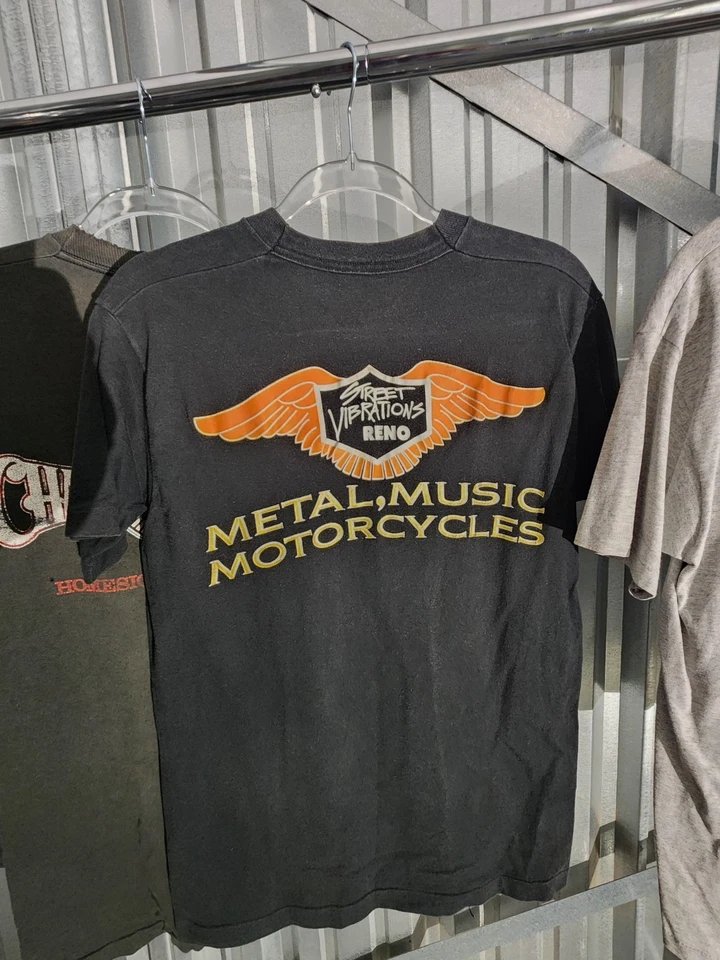 STREET
VIBRATIONS
RENO
METAL, MUSIC
MOTORCYCLES